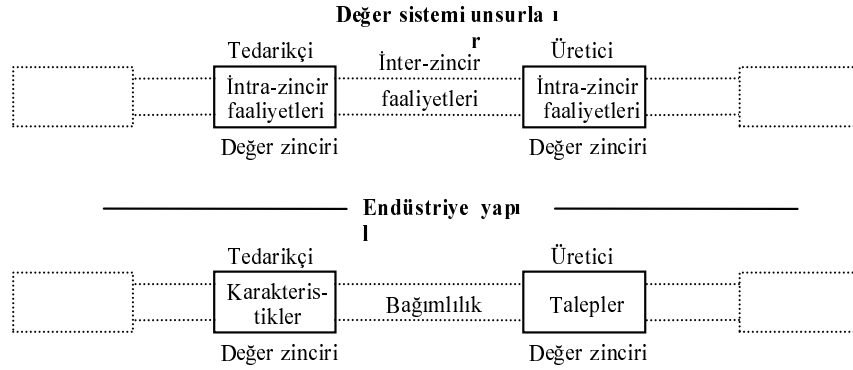 Değer sistemi unsurla ı
r
Tedarikçi
Üretici
İntra-zincir
faaliyetleri
İnter-zincir
faaliyetleri
İntra-zincir
faaliyetleri
Değer zinciri
Değer zinciri
Endüstriye yapı
l
Tedarikçi
Üretici
Karakteris-
tikler
Bağımlılık
Talepler
Değer zinciri
Değer zinciri